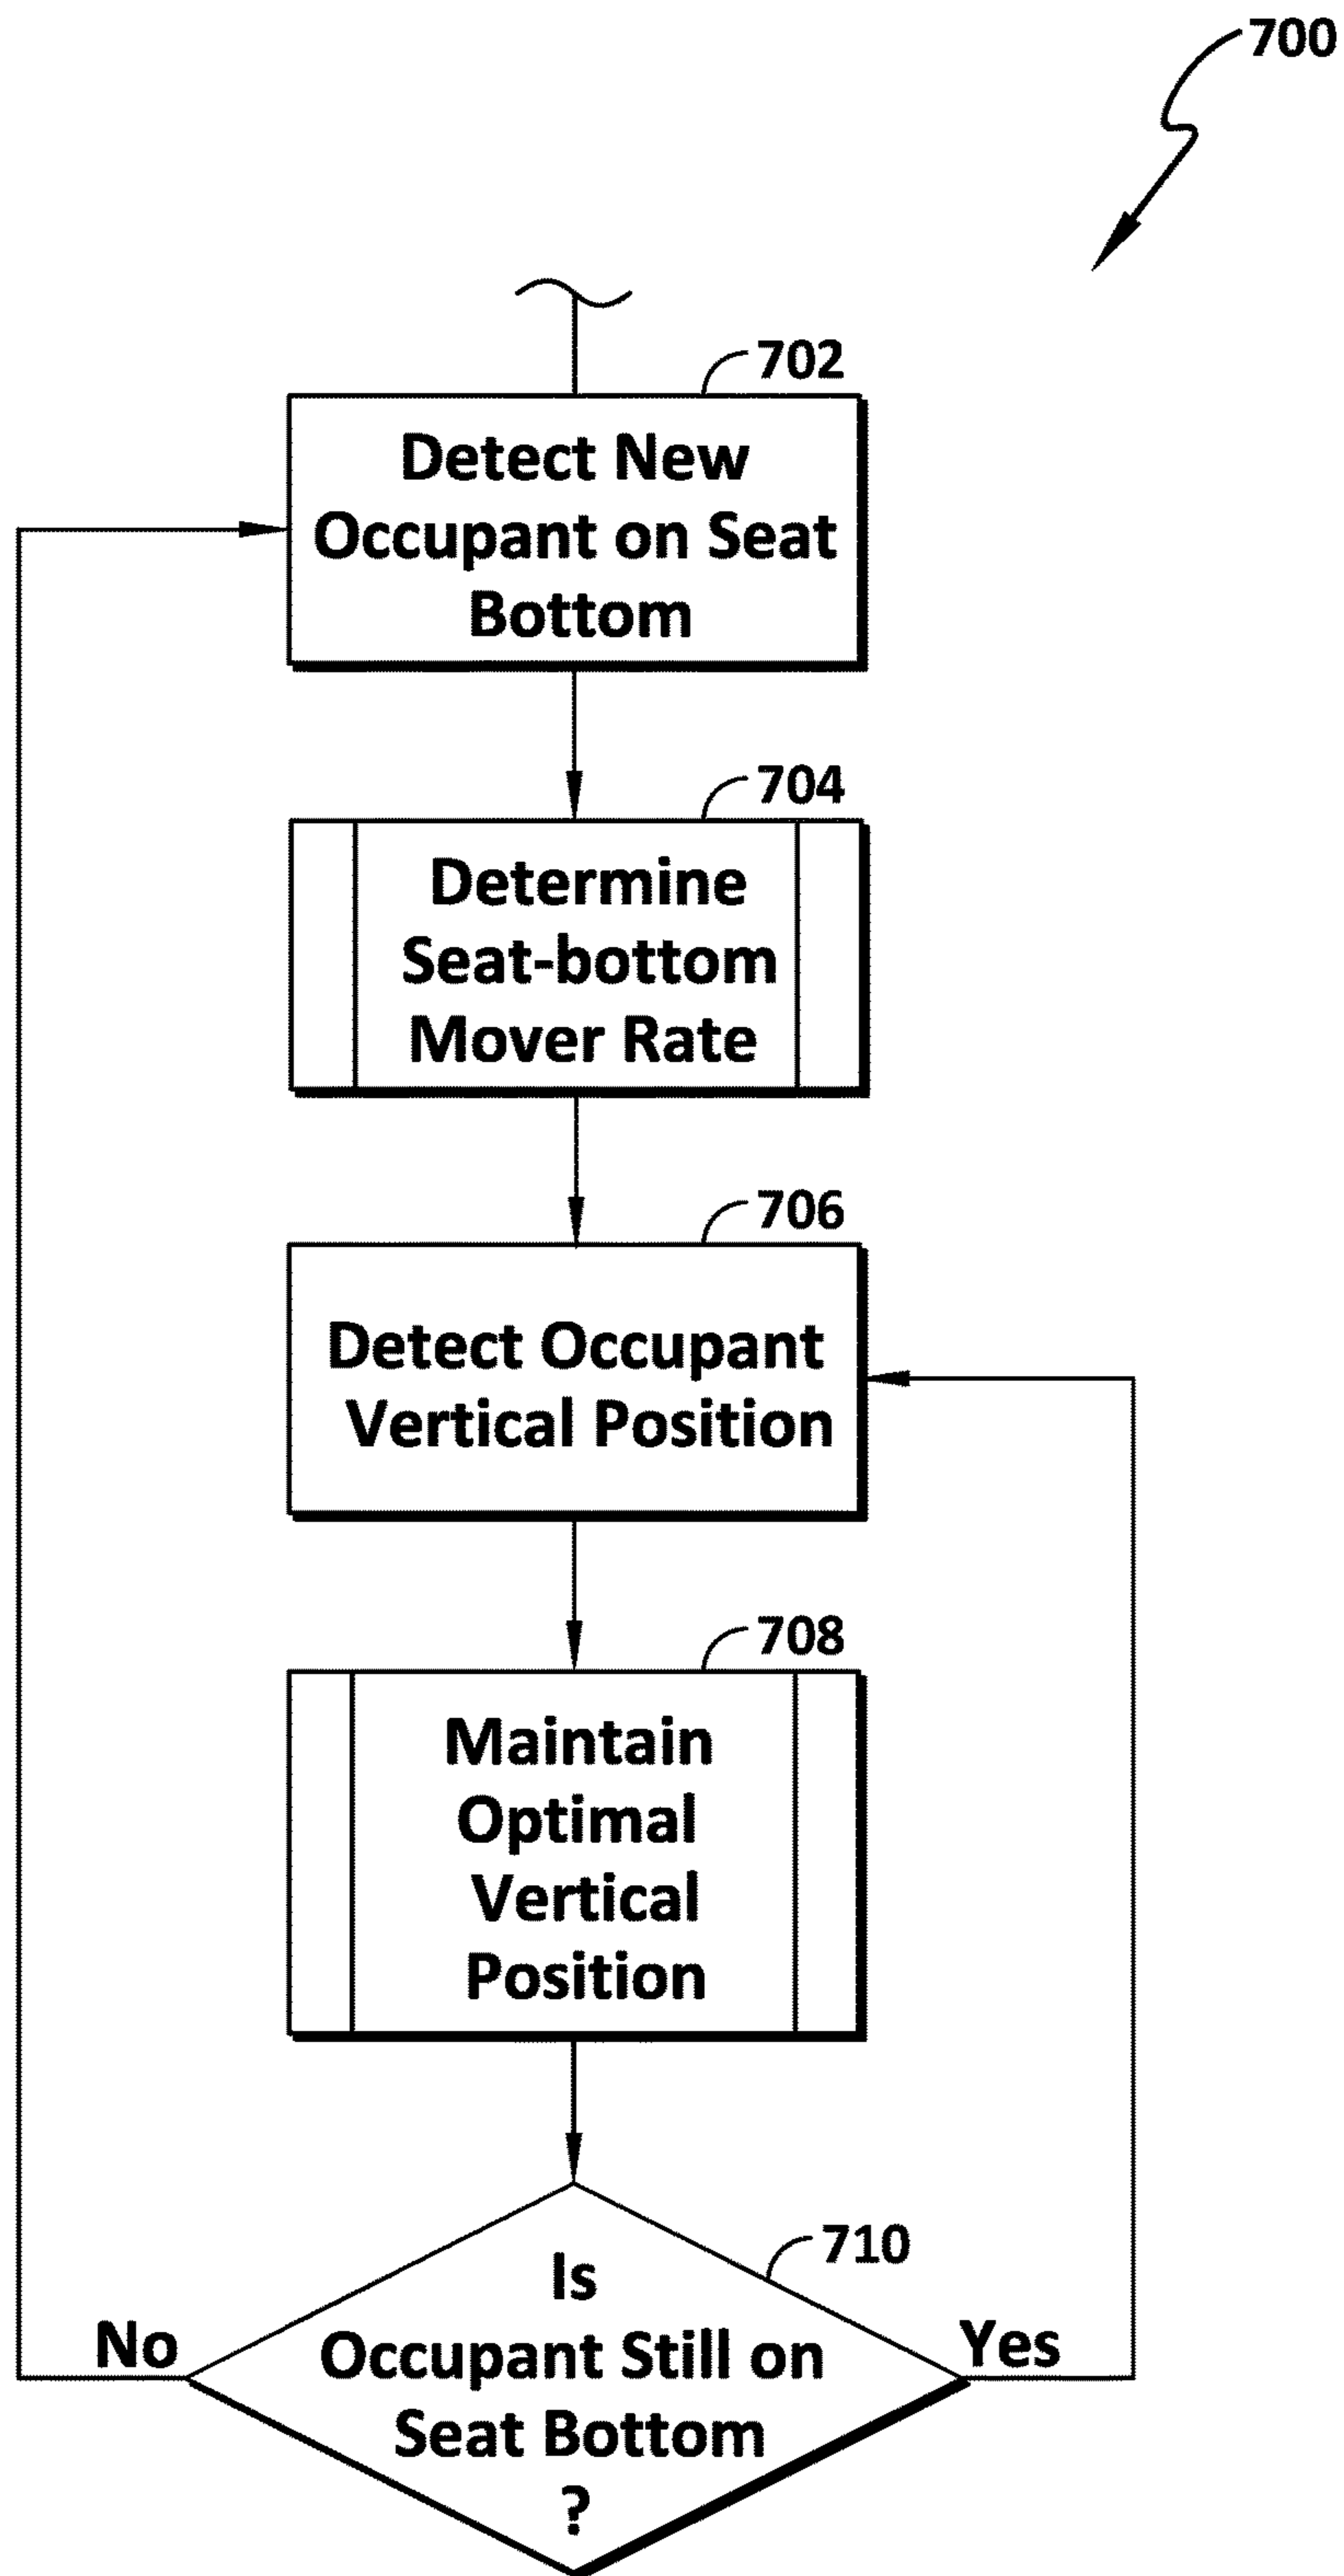 700
702
Detect New
Occupant on Seat
Bottom
704
Determine
Seat-bottom
Mover Rate
706
Detect Occupant
Vertical Position
708
Maintain
Optimal
Vertical
Position
710
Is
Occupant Still on
Seat Bottom
?
No
Yes